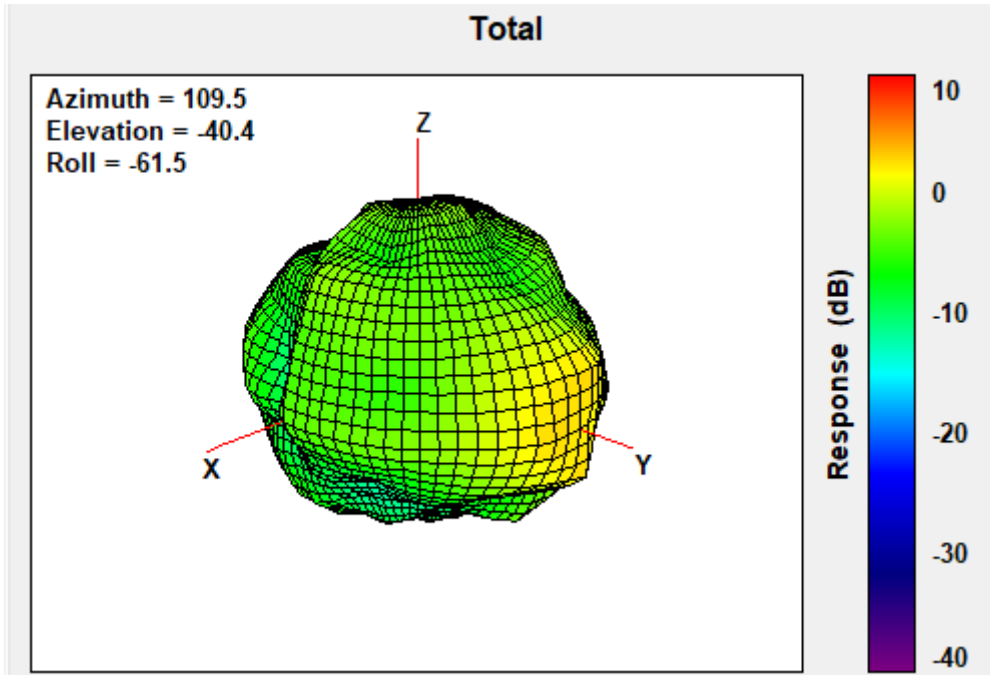 Total
Azimuth = 109.5
Elevation = -40.4
Roll = -61.5
Z
X
Y
Response (dB)
10
0
-10
-20
-30
-40